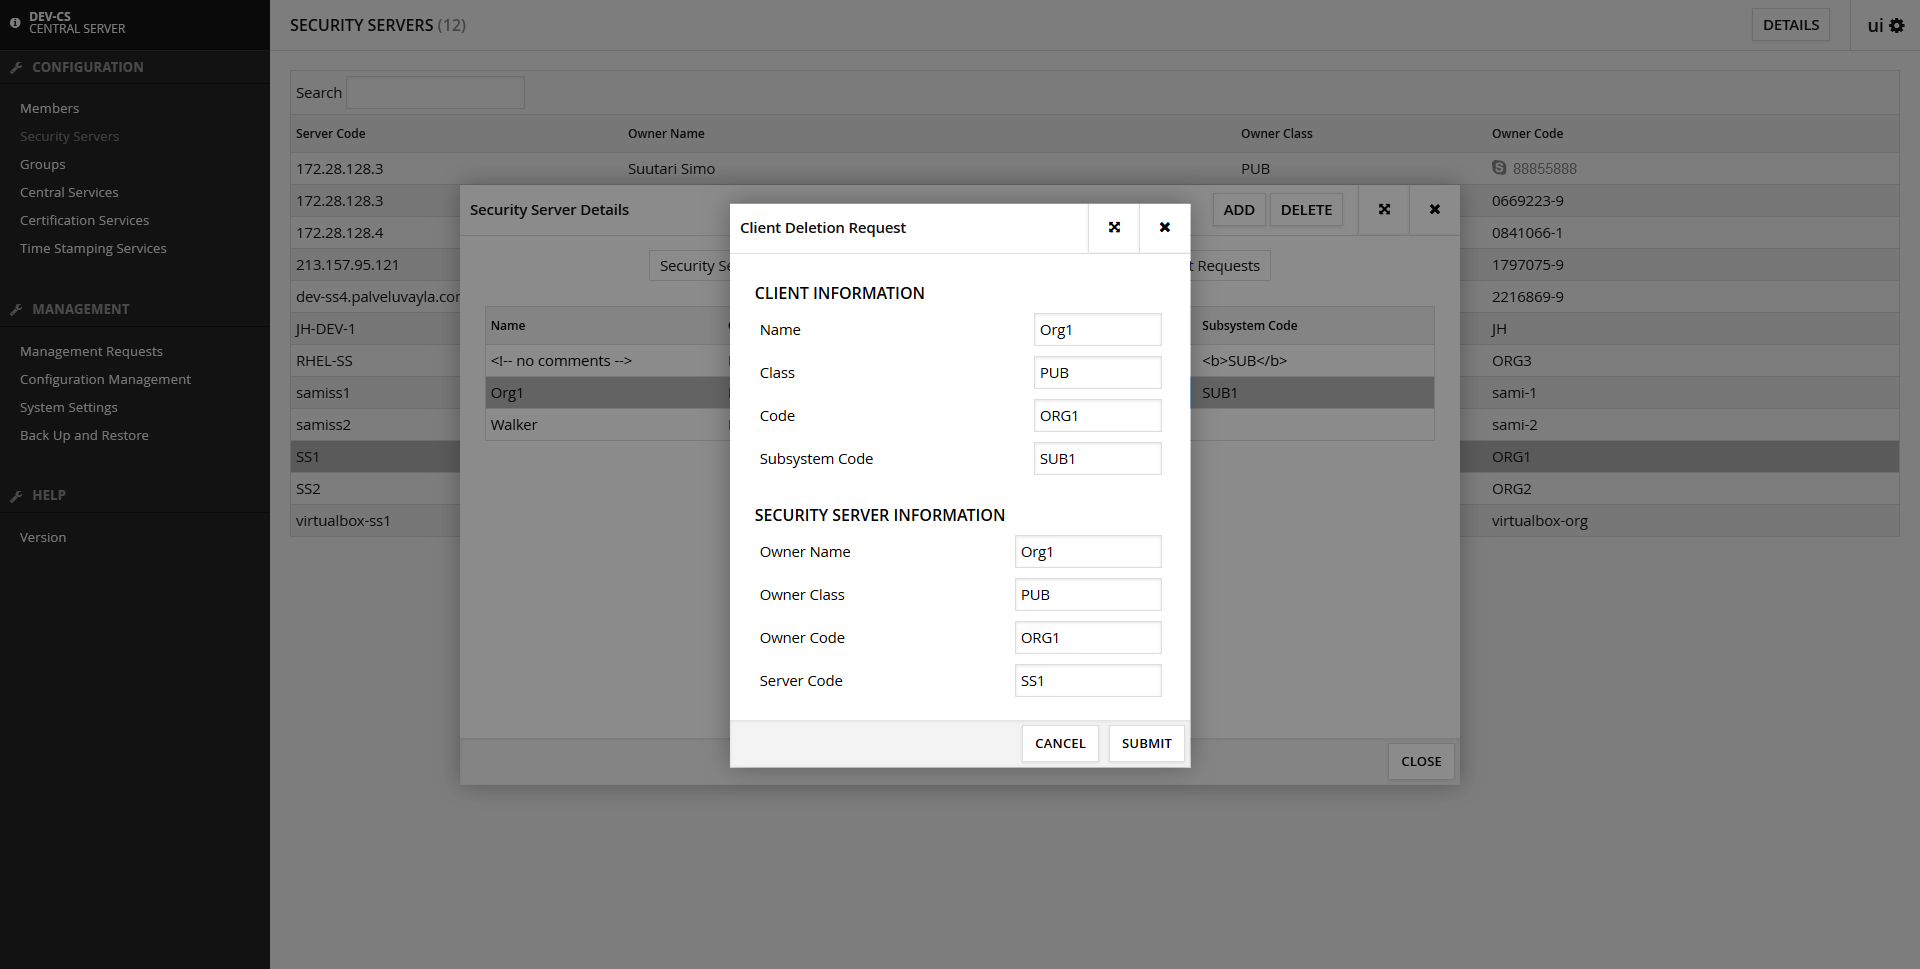 DEV-CS
CENTRAL SERVER
CONFIGURATION
Members
Security Servers
Groups
Central Services
Certification Services
Time Stamping Services
MANAGEMENT
Management Requests
Configuration Management
System Settings
Back Up and Restore
HELP
Version
SECURITY SERVERS (12)
DETAILS
ui
Search
Server Code Owner Name Owner Class Owner Code
172.28.128.3 Suutari Simo PUB 88855888
172.28.128.3 0669223-9
172.28.128.4 0841066-1
213.157.95.121 1797075-9
dev-ss4.palveluvayla.com 2216869-9
JH-DEV-1 JH
RHEL-SS ORG3
samiss1 sami-1
samiss2 sami-2
SS1 ORG1
SS2 ORG2
virtualbox-ss1 virtualbox-org
Security Server Details
ADD DELETE
Security Requests
Name Subsystem Code
<!-- no comments --> <b>SUB</b>
Org1 SUB1
Walker
CLOSE
Client Deletion Request
CLIENT INFORMATION
Name Org1
Class PUB
Code ORG1
Subsystem Code SUB1
SECURITY SERVER INFORMATION
Owner Name Org1
Owner Class PUB
Owner Code ORG1
Server Code SS1
CANCEL SUBMIT